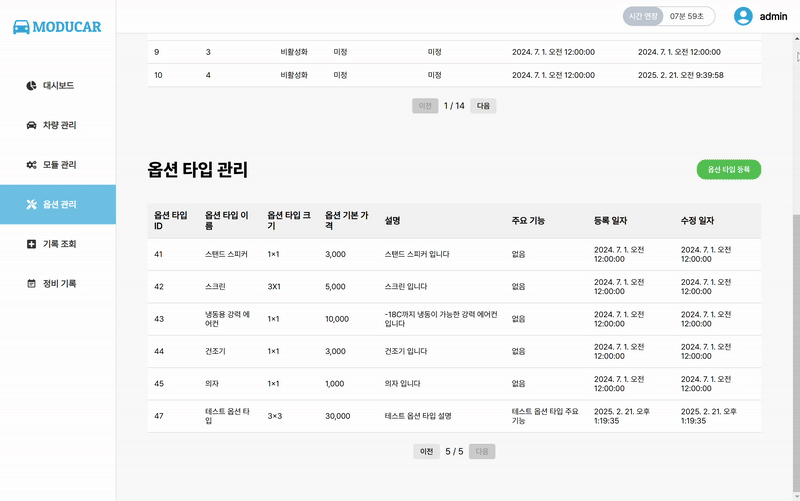 MODUCAR
시간 연장 07분 59초 admin
대시보드
차량 관리
모듈 관리
옵션 관리
기록 조회
정비 기록
9 3 비활성화 미정 미정 2024. 7. 1. 오전 12:00:00 2024. 7. 1. 오전 12:00:00
10 4 비활성화 미정 미정 2024. 7. 1. 오전 12:00:00 2025. 2. 21. 오전 9:39:58
이전 1 / 14 다음
옵션 타입 관리
옵션 타입 등록
옵션 타입 ID 옵션 타입 이름 옵션 타입 크기 옵션 기본 가격 설명 주요 기능 등록 일자 수정 일자
41 스탠드 스피커 1×1 3,000 스탠드 스피커 입니다 없음 2024. 7. 1. 오전 12:00:00 2024. 7. 1. 오전 12:00:00
42 스크린 3X1 5,000 스크린 입니다 없음 2024. 7. 1. 오전 12:00:00 2024. 7. 1. 오전 12:00:00
43 냉동용 강력 에어컨 1×1 10,000 -18C까지 냉동이 가능한 강력 에어컨 입니다 없음 2024. 7. 1. 오전 12:00:00 2024. 7. 1. 오전 12:00:00
44 건조기 1×1 3,000 건조기 입니다 없음 2024. 7. 1. 오전 12:00:00 2024. 7. 1. 오전 12:00:00
45 의자 1×1 1,000 의자 입니다 없음 2024. 7. 1. 오전 12:00:00 2024. 7. 1. 오전 12:00:00
47 테스트 옵션 타입 3×3 30,000 테스트 옵션 타입 설명 테스트 옵션 타입 주요 기능 2025. 2. 21. 오후 1:19:35 2025. 2. 21. 오후 1:19:35
이전 5 / 5 다음